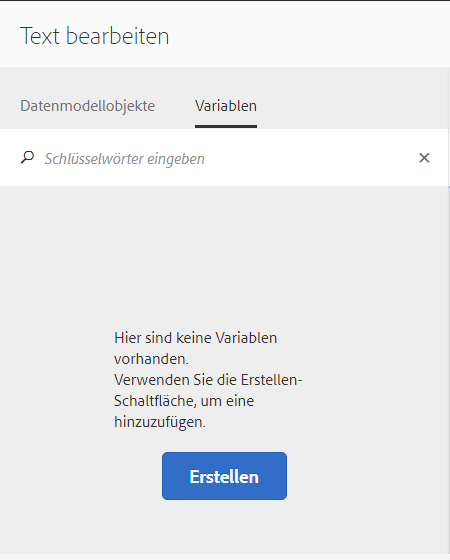 Text bearbeiten
Datenmodellobjekte Variablen
Schlüsselwörter eingeben
Hier sind keine Variablen
vorhanden.
Verwenden Sie die Erstellen-
Schaltfläche, um eine
hinzuzufügen.
Erstellen